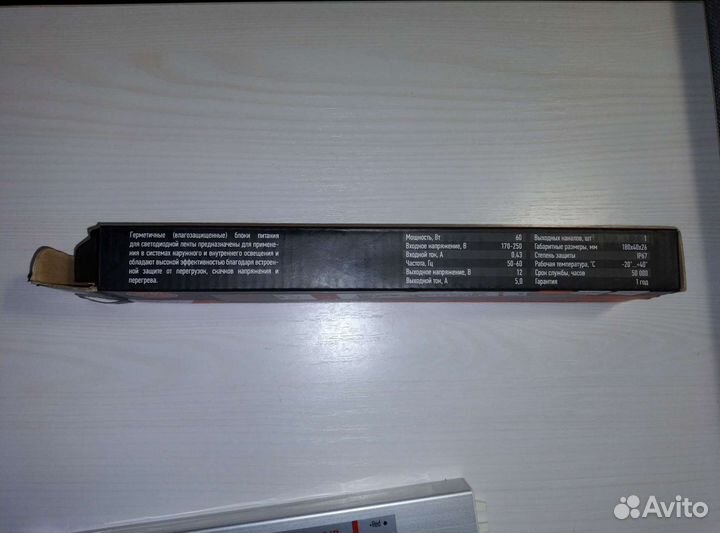 Герметичные (влагозащищенные) блоки питания
для светодиодной ленты предназначены для примене-
ния в системах наружного и внутреннего освещения и
обладают высокой эффективностью благодаря встроен-
ной защите от перегрузок, скачков напряжения и
перегрева.
Мощность, Вт 60
Входное напряжение, В 170-250
Входной ток, А 0,43
Частота, Гц 50-60
Выходное напряжение, В 12
Выходной ток, А 5,0
Выходных каналов, шт 1
Габаритные размеры, мм 180х40х26
Степень защиты IP67
Рабочая температура, °С -20°...+40°
Срок службы, часов 50 000
Гарантия 1 год
Red
Avito